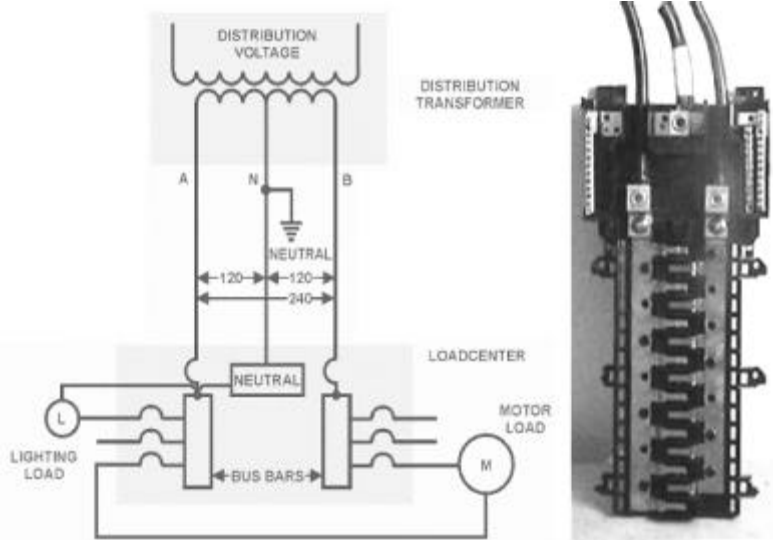 DISTRIBUTION
VOLTAGE
DISTRIBUTION
TRANSFORMER
A
N
B
NEUTRAL
120
120
240
LOADCENTER
NEUTRAL
L
MOTOR
LOAD
LIGHTING
LOAD
BUS BARS
M